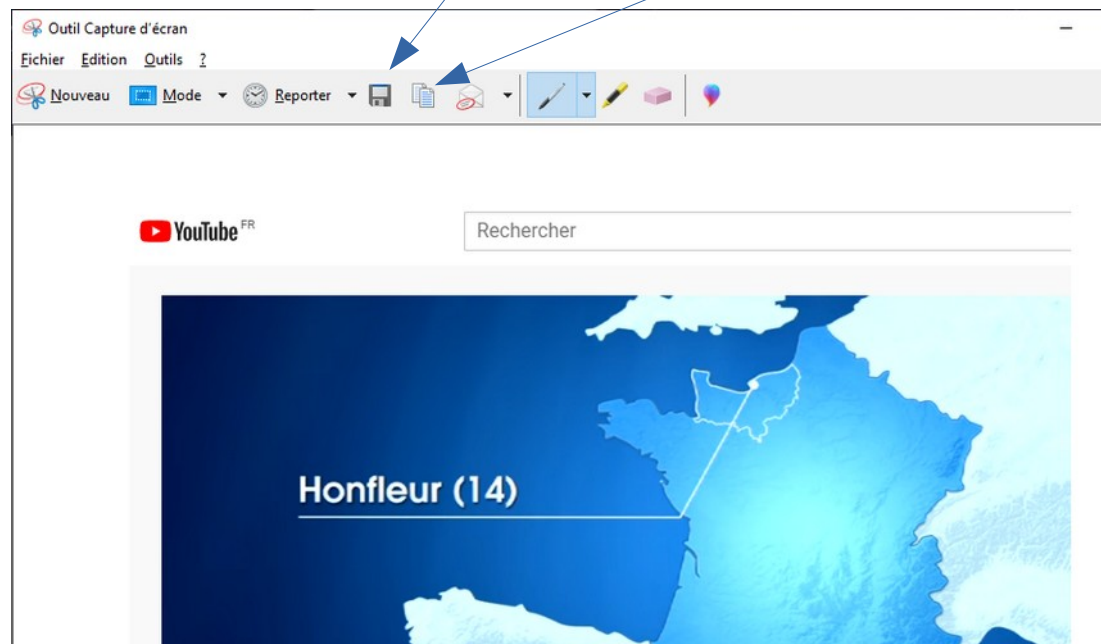 Outil Capture d'écran
Fichier Edition Outils ?
Nouveau Mode Reporter
YouTube FR
Rechercher
Honfleur (14)